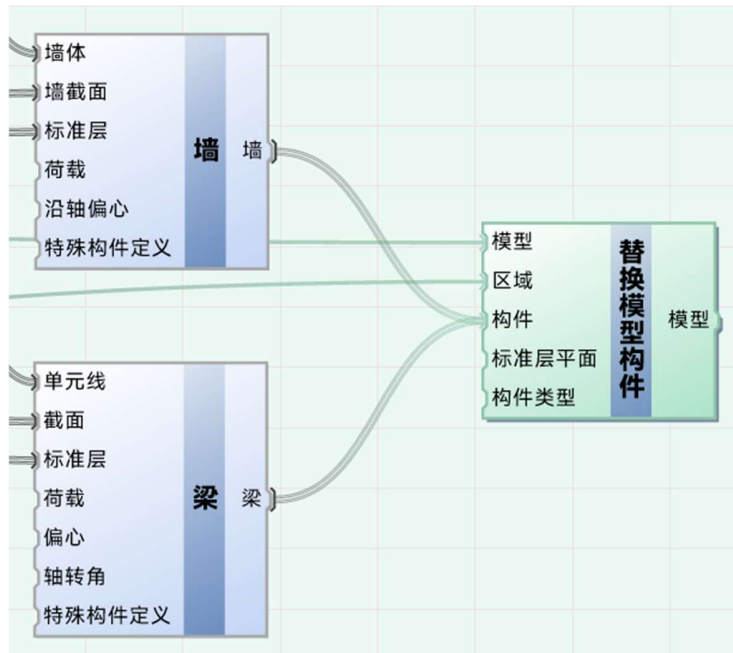 墙体
墙截面
标准层
荷载
沿轴偏心
特殊构件定义
墙
墙
单元线
截面
标准层
荷载
偏心
轴转角
特殊构件定义
梁
梁
模型
区域
构件
标准层平面
构件类型
替换模型构件
模型